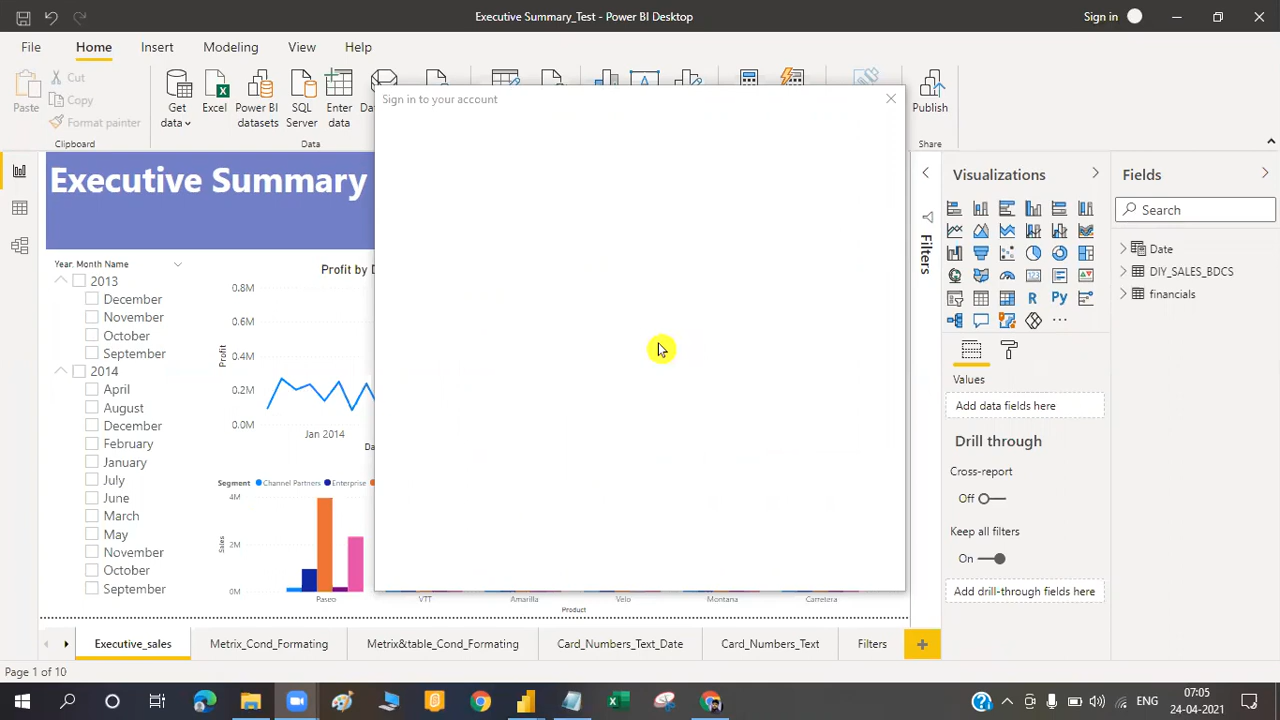 Executive Summary_Test - Power BI Desktop
Sign in
File
Home
Insert
Modeling
View
Help
Paste
Cut
Copy
Format painter
Clipboard
Get data
Excel
Power BI datasets
SQL Server
Enter data
Data
Publish
Share
Sign in to your account
Executive Summary
Year, Month Name
2013
December
November
October
September
2014
April
August
December
February
January
July
June
March
May
November
October
September
Profit by D
0.8M
0.6M
0.4M
0.2M
0.0M
Profit
Jan 2014
Da
Segment
Channel Partners
Enterprise
4M
2M
0M
Sales
Paseo
VTT
Amarilla
Velo
Montana
Carretera
Product
Filters
Visualizations
Values
Add data fields here
Drill through
Cross-report
Off
Keep all filters
On
Add drill-through fields here
Fields
Search
Date
DIY_SALES_BDCS
financials
Executive_sales
Metrix_Cond_Formating
Metrix&table_Cond_Formating
Card_Numbers_Text_Date
Card_Numbers_Text
Filters
Page 1 of 10
ENG
07:05
24-04-2021